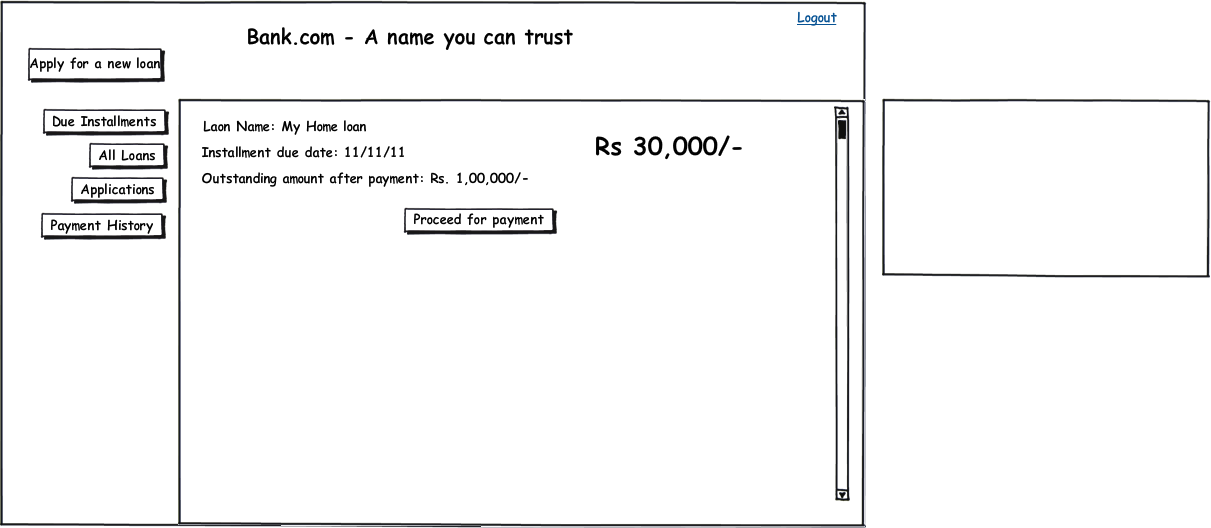 Logout
Bank.com - A name you can trust
Apply for a new loan
Due Installments
All Loans
Applications
Payment History
Laon Name: My Home loan
Installment due date: 11/11/11
Rs 30,000/-
Outstanding amount after payment: Rs. 1,00,000/-
Proceed for payment